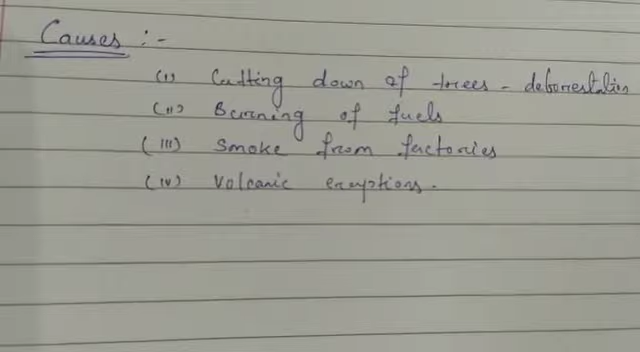 Causes :-
(i) Cutting down of trees - deforestation
(ii) Burning of fuels
(iii) Smoke from factories
(iv) Volcanic eruptions.